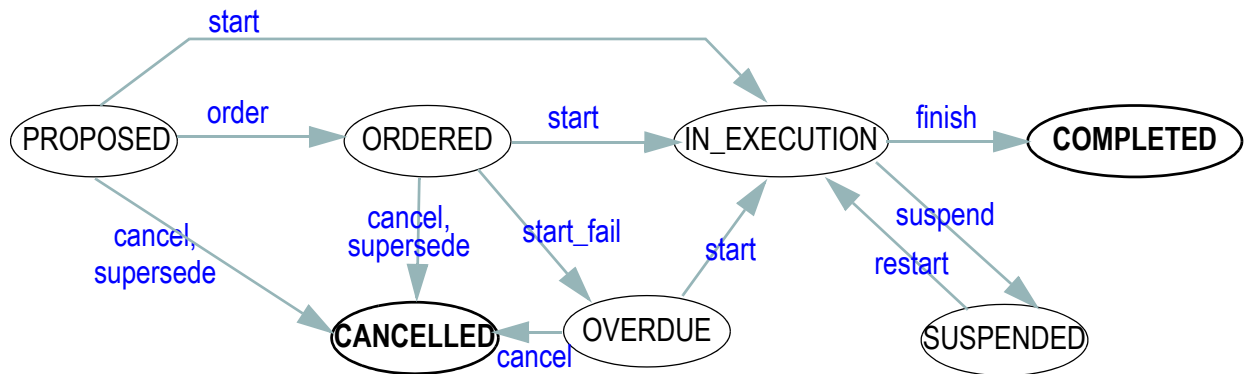 start
order
PROPOSED
ORDERED
start
IN_EXECUTION
finish
COMPLETED
cancel,
supersede
cancel,
supersede
start_fail
start
suspend
restart
CANCELLED
cancel
OVERDUE
SUSPENDED